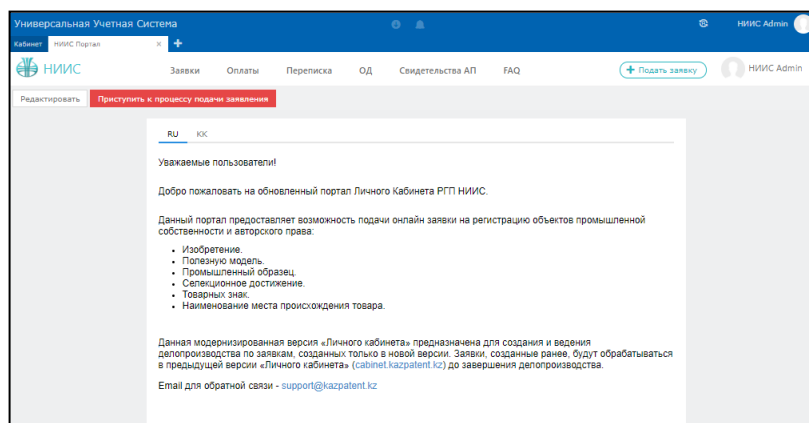 Универсальная Учетная Система
НИИС Admin
Кабинет НИИС Портал × +
НИИС Заявки Оплаты Переписка ОД Свидетельства АП FAQ + Подать заявку НИИС Admin
Редактировать Приступить к процессу подачи заявления
RU KK
Уважаемые пользователи!
Добро пожаловать на обновленный портал Личного Кабинета РГП НИИС.
Данный портал предоставляет возможность подачи онлайн заявки на регистрацию объектов промышленной
собственности и авторского права:
• Изобретение.
• Полезную модель.
• Промышленный образец.
• Селекционное достижение.
• Товарных знак.
• Наименование места происхождения товара.
Данная модернизированная версия «Личного кабинета» предназначена для создания и ведения
делопроизводства по заявкам, созданных только в новой версии. Заявки, созданные ранее, будут обрабатываться
в предыдущей версии «Личного кабинета» (cabinet.kazpatent.kz) до завершения делопроизводства.
Email для обратной связи - support@kazpatent.kz